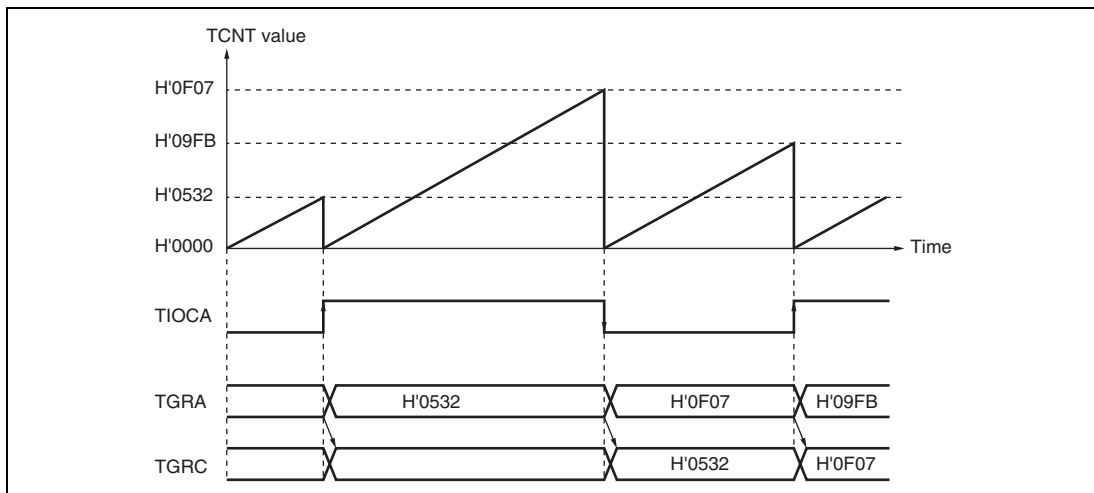 TCNT value
H'0F07
H'09FB
H'0532
H'0000
Time
TIOCA
TGRA
H'0532
H'0F07
H'09FB
TGRC
H'0532
H'0F07